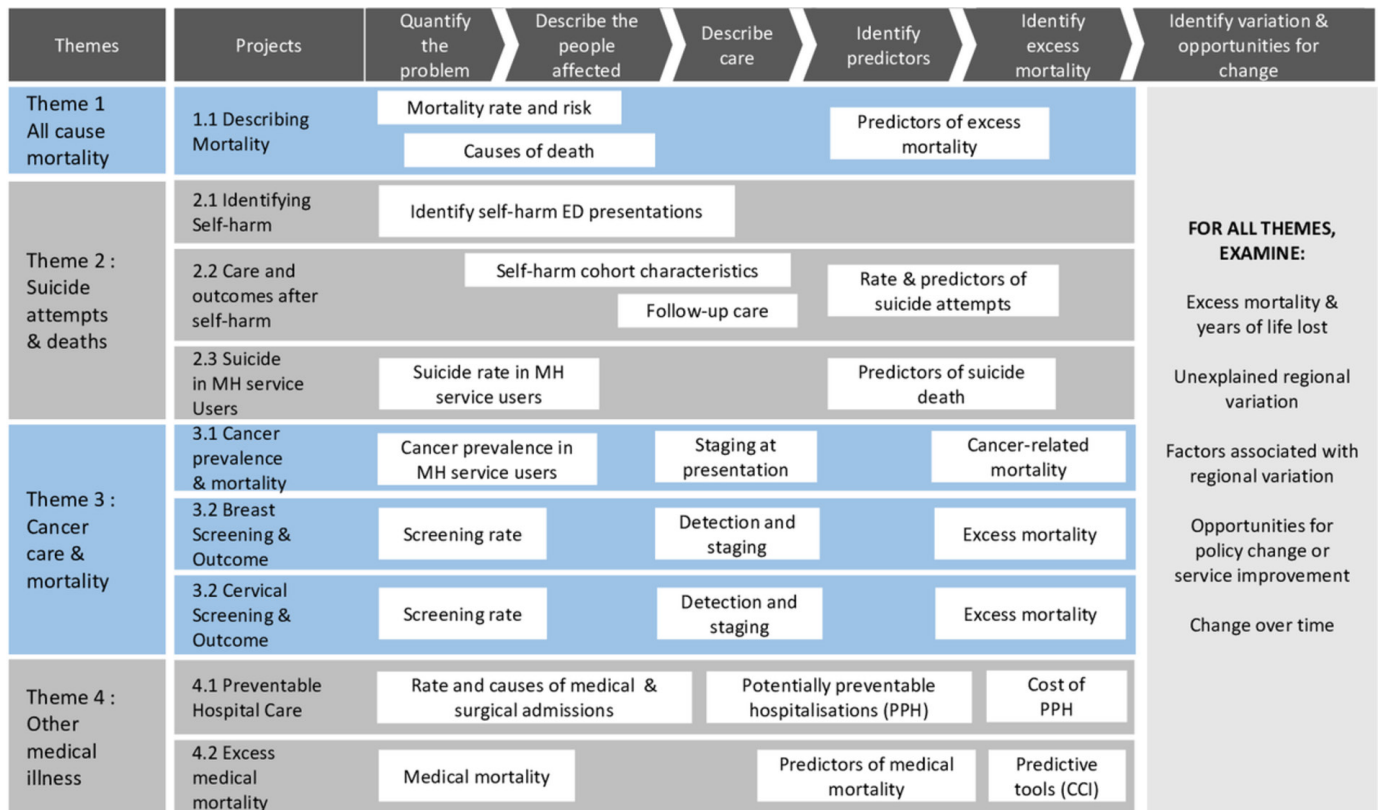 Themes
Projects
Quantify
the
problem
Describe the
people
affected
Describe
care
Identify
predictors
Identify
excess
mortality
Identify variation &
opportunities for
change
Theme 1
All cause
mortality
1.1 Describing
Mortality
Mortality rate and risk
Causes of death
Predictors of excess
mortality
Theme 2 :
Suicide
attempts
& deaths
2.1 Identifying
Self-harm
Identify self-harm ED presentations
2.2 Care and
outcomes after
self-harm
Self-harm cohort characteristics
Follow-up care
Rate & predictors of
suicide attempts
2.3 Suicide
in MH service
Users
Suicide rate in MH
service users
Predictors of suicide
death
Theme 3 :
Cancer
care &
mortality
3.1 Cancer
prevalence
& mortality
Cancer prevalence in
MH service users
Staging at
presentation
Cancer-related
mortality
3.2 Breast
Screening &
Outcome
Screening rate
Detection and
staging
Excess mortality
3.2 Cervical
Screening &
Outcome
Screening rate
Detection and
staging
Excess mortality
Theme 4 :
Other
medical
illness
4.1 Preventable
Hospital Care
Rate and causes of medical &
surgical admissions
Potentially preventable
hospitalisations (PPH)
Cost of
PPH
4.2 Excess
medical
mortality
Medical mortality
Predictors of medical
mortality
Predictive
tools (CCI)
FOR ALL THEMES,
EXAMINE:
Excess mortality &
years of life lost
Unexplained regional
variation
Factors associated with
regional variation
Opportunities for
policy change or
service improvement
Change over time